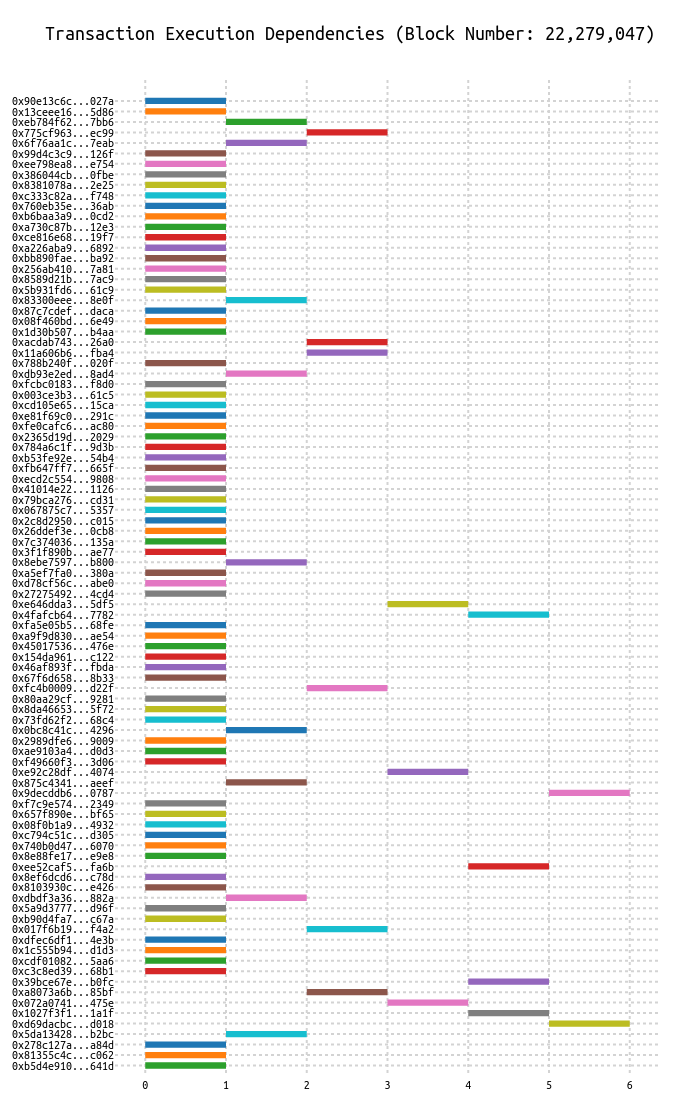 Transaction Execution Dependencies (Block Number: 22,279,047)
0x90e13c6c...027a
0x13ceee16...5d86
0xeb784f62...7bb6
0x775cf963...ec99
0x6f76aa1c...7eab
0x99d4c3c9...126f
0xee798ea8...e754
0x386044cb...0fbe
0x8381078a...2e25
0xc333c82a...f748
0x760eb35e...36ab
0xb6baa3a9...0cd2
0xa730c87b...12e3
0xce816e68...19f7
0xa226aba9...6892
0xbb890fae...ba92
0x256ab410...7a81
0x8589d21b...7ac9
0x5b931fd6...61c9
0x83300eee...8e0f
0x87c7cdef...daca
0x08f460bd...6e49
0x1d30b507...b4aa
0xacdab743...26a0
0x11a606b6...fba4
0x788b240f...020f
0xdb93e2ed...8ad4
0xfcbc0183...f8d0
0x003ce3b3...61c5
0xcd105e65...15ca
0xe81f69c0...291c
0xfe0cafc6...ac80
0x2365d19d...2029
0x784a6c1f...9d3b
0xb53fe92e...54b4
0xfb647ff7...665f
0xecd2c554...9808
0x41014e22...1126
0x79bca276...cd31
0x067875c7...5357
0x2c8d2950...c015
0x26ddef3e...0cb8
0x7c374036...135a
0x3f1f890b...ae77
0x8ebe7597...b800
0xa5ef7fa0...380a
0xd78cf56c...abe0
0x27275492...4cd4
0xe646dda3...5df5
0x4fafcb64...7782
0xfa5e05b5...68fe
0xa9f9d830...ae54
0x45017536...476e
0x154da961...c122
0x46af893f...fbda
0x67f6d658...8b33
0xfc4b0009...d22f
0x80aa29cf...9281
0x8da46653...5f72
0x73fd62f2...68c4
0x0bc8c41c...4296
0x2989dfe6...9009
0xae9103a4...d0d3
0xf49660f3...3d06
0xe92c28df...4074
0x875c4341...aeef
0x9decddb6...0787
0xf7c9e574...2349
0x657f890e...bf65
0x08f0b1a9...4932
0xc794c51c...d305
0x740b0d47...6070
0x8e88fe17...e9e8
0xee52caf5...fa6b
0x8ef6dcd6...c78d
0x8103930c...e426
0xdbdf3a36...882a
0x5a9d3777...d96f
0xb90d4fa7...c67a
0x017f6b19...f4a2
0xdfec6df1...4e3b
0x1c555b94...d1d3
0xcdf01082...5aa6
0xc3c8ed39...68b1
0x39bce67e...b0fc
0xa8073a6b...85bf
0x072a0741...475e
0x1027f3f1...1a1f
0xd69dacbc...d018
0x5da13428...b2bc
0x278c127a...a84d
0x81355c4c...c062
0xb5d4e910...641d
0 1 2 3 4 5 6